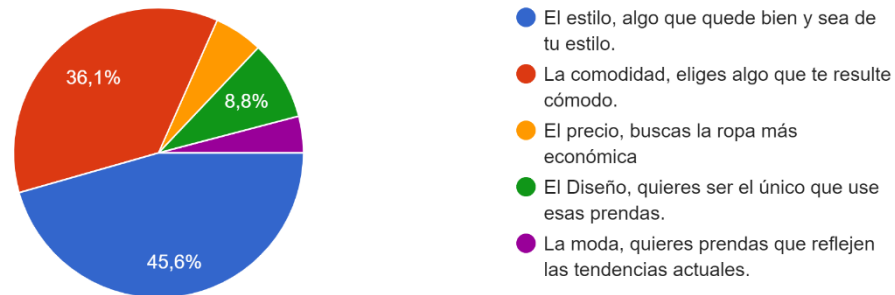 36,1%
8,8%
45,6%
El estilo, algo que quede bien y sea de
tu estilo.
La comodidad, eliges algo que te resulte
cómodo.
El precio, buscas la ropa más
económica
El Diseño, quieres ser el único que use
esas prendas.
La moda, quieres prendas que reflejen
las tendencias actuales.